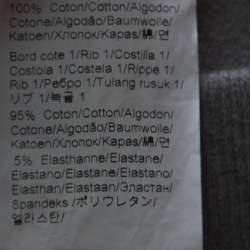 100% Coton/Cotton/Algodon/
Cotone/Algodão/Baumwolle/
Katoen/Хлопок/Kapas/綿/면
Bord cote 1/Rib 1/Costilla 1/
Costola 1/Costela 1/Rippe 1/
Rib 1/Ребро 1/Tulang rusuk 1/
リブ 1/북골 1
95% Coton/Cotton/Algodon/
Cotone/Algodão/Baumwolle/
Katoen/Хлопок/Kapas/綿/면
5% Elasthanne/Elastane/
Elastano/Elastan/Elastano/
Elasthan/Elastaan/Эластан/
Spandeks /ポリウレタン/
엘라스탄/